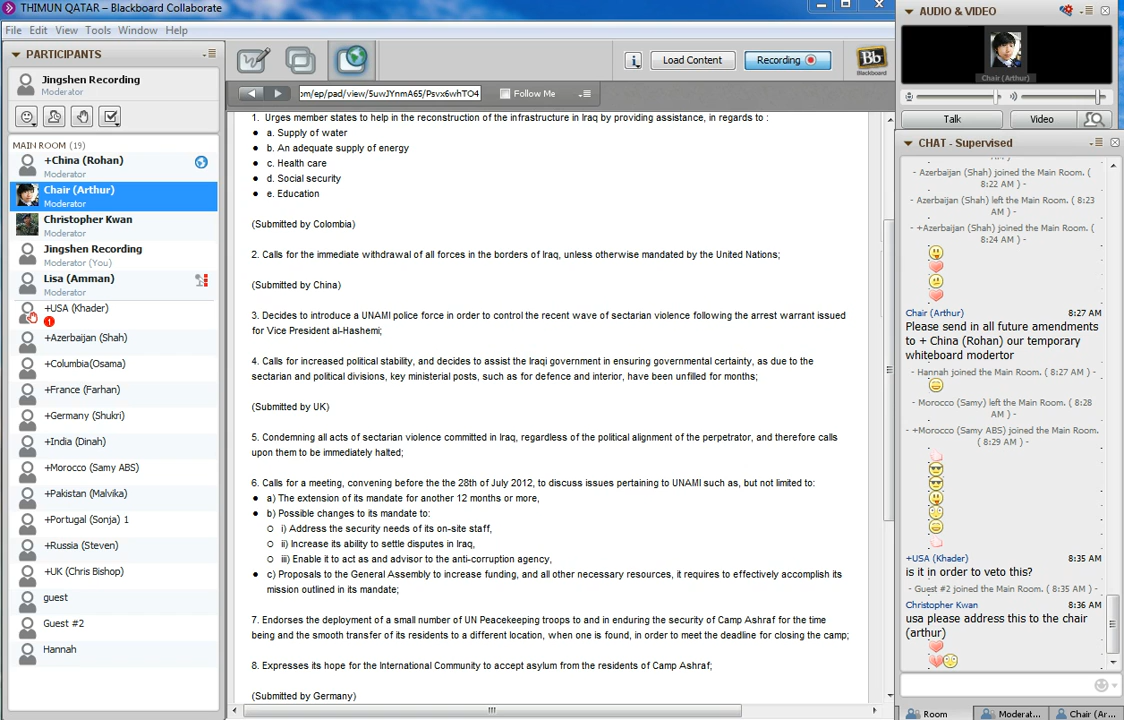 THIMUN QATAR – Blackboard Collaborate
File Edit View Tools Window Help
PARTICIPANTS
Jingshen Recording
Moderator
MAIN ROOM (19)
+China (Rohan)
Moderator
Chair (Arthur)
Moderator
Christopher Kwan
Moderator
Jingshen Recording
Moderator (You)
Lisa (Amman)
Moderator
+USA (Khader)
+Azerbaijan (Shah)
+Columbia(Osama)
+France (Farhan)
+Germany (Shukri)
+India (Dinah)
+Morocco (Samy ABS)
+Pakistan (Malvika)
+Portugal (Sonja) 1
+Russia (Steven)
+UK (Chris Bishop)
guest
Guest #2
Hannah
Load Content
Recording
Bb
Blackboard
om/ep/pad/view/5uwJYnmA65/Psvx6whTO4
Follow Me
1. Urges member states to help in the reconstruction of the infrastructure in Iraq by providing assistance, in regards to :
a. Supply of water
b. An adequate supply of energy
c. Health care
d. Social security
e. Education
(Submitted by Colombia)
2. Calls for the immediate withdrawal of all forces in the borders of Iraq, unless otherwise mandated by the United Nations;
(Submitted by China)
3. Decides to introduce a UNAMI police force in order to control the recent wave of sectarian violence following the arrest warrant issued
for Vice President al-Hashemi;
4. Calls for increased political stability, and decides to assist the Iraqi government in ensuring governmental certainty, as due to the
sectarian and political divisions, key ministerial posts, such as for defence and interior, have been unfilled for months;
(Submitted by UK)
5. Condemning all acts of sectarian violence committed in Iraq, regardless of the political alignment of the perpetrator, and therefore calls
upon them to be immediately halted;
6. Calls for a meeting, convening before the the 28th of July 2012, to discuss issues pertaining to UNAMI such as, but not limited to:
a) The extension of its mandate for another 12 months or more,
b) Possible changes to its mandate to:
i) Address the security needs of its on-site staff,
ii) Increase its ability to settle disputes in Iraq,
iii) Enable it to act as and advisor to the anti-corruption agency,
c) Proposals to the General Assembly to increase funding, and all other necessary resources, it requires to effectively accomplish its
mission outlined in its mandate;
7. Endorses the deployment of a small number of UN Peacekeeping troops to and in enduring the security of Camp Ashraf for the time
being and the smooth transfer of its residents to a different location, when one is found, in order to meet the deadline for closing the camp;
8. Expresses its hope for the International Community to accept asylum from the residents of Camp Ashraf;
(Submitted by Germany)
AUDIO & VIDEO
Chair (Arthur)
Talk
Video
CHAT - Supervised
- Azerbaijan (Shah) joined the Main Room. (
8:22 AM ) -
- Azerbaijan (Shah) left the Main Room. ( 8:23
AM ) -
- +Azerbaijan (Shah) joined the Main Room. (
8:24 AM ) -
Chair (Arthur) 8:27 AM
Please send in all future amendments
to + China (Rohan) our temporary
whiteboard modertor
- Hannah joined the Main Room. ( 8:27 AM ) -
- Morocco (Samy) left the Main Room. ( 8:28
AM ) -
- +Morocco (Samy ABS) joined the Main Room.
( 8:29 AM ) -
+USA (Khader) 8:35 AM
is it in order to veto this?
- Guest #2 joined the Main Room. ( 8:35 AM ) -
Christopher Kwan 8:36 AM
usa please address this to the chair
(arthur)
Room
Moderat...
Chair (Ar...